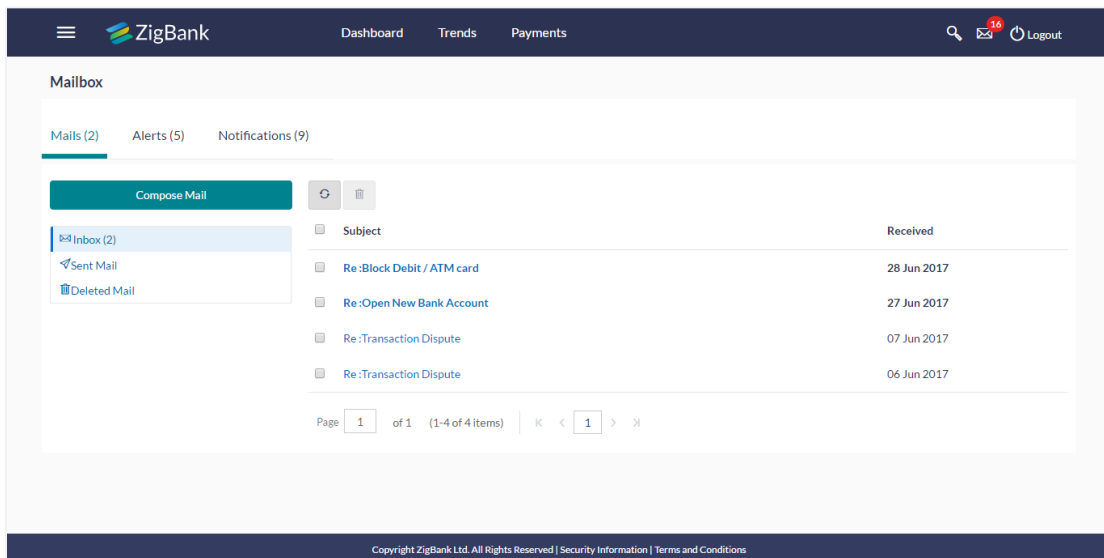 ZigBank Dashboard Trends Payments 16 Logout
Mailbox
Mails (2) Alerts (5) Notifications (9)
Compose Mail
Inbox (2)
Sent Mail
Deleted Mail
Subject Received
Re :Block Debit / ATM card 28 Jun 2017
Re :Open New Bank Account 27 Jun 2017
Re :Transaction Dispute 07 Jun 2017
Re :Transaction Dispute 06 Jun 2017
Page 1 of 1 (1-4 of 4 items) 1
Copyright ZigBank Ltd. All Rights Reserved | Security Information | Terms and Conditions